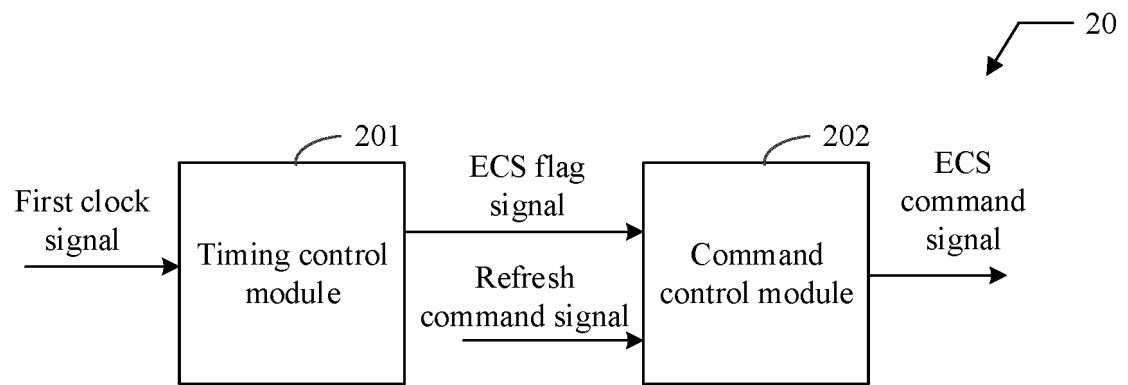 20
201
202
First clock
signal
Timing control
module
ECS flag
signal
Refresh
command signal
Command
control module
ECS
command
signal